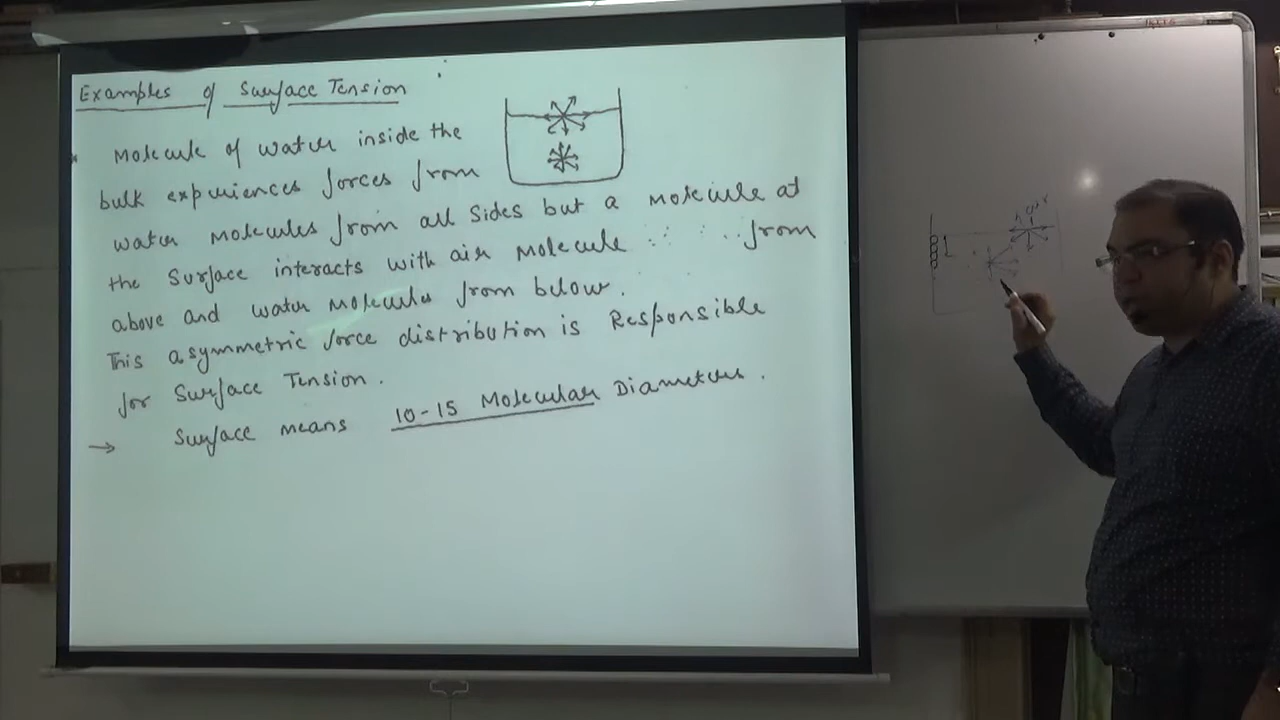 Examples of Surface Tension
* Molecule of water inside the
bulk experiences forces from
water molecules from all sides but a molecule at
the surface interacts with air molecule from
above and water molecules from below.
This asymmetric force distribution is Responsible
for Surface Tension.
→ Surface means 10-15 Molecular Diameters.